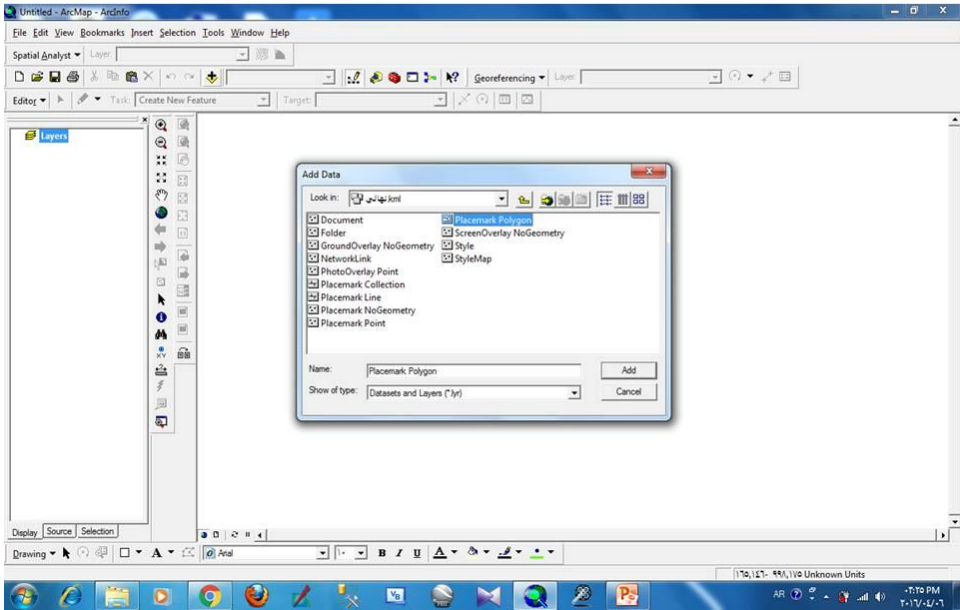 Untitled - ArcMap - ArcInfo
File Edit View Bookmarks Insert Selection Tools Window Help
Spatial Analyst Layer:
Georeferencing Layer:
Editor Task: Create New Feature Target:
Layers
Add Data
Look in: نهائي.kml
Document
Folder
GroundOverlay NoGeometry
NetworkLink
PhotoOverlay Point
Placemark Collection
Placemark Line
Placemark NoGeometry
Placemark Point
Placemark Polygon
ScreenOverlay NoGeometry
Style
StyleMap
Name: Placemark Polygon Add
Show of type: Datasets and Layers (*.lyr) Cancel
Display Source Selection
Drawing A Arial B I U A
Unknown Units
AR